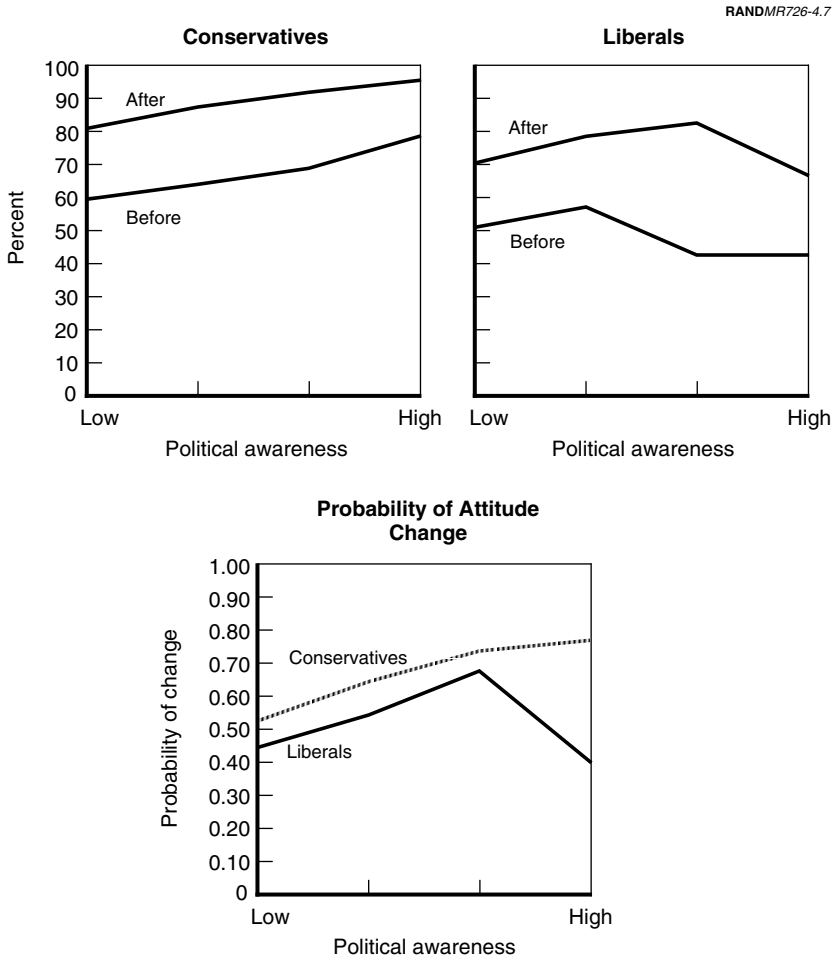 RANDMR726-4.7
Conservatives
100
90
80
70
60
50
40
30
20
10
0
Percent
After
Before
Low
High
Political awareness
Liberals
After
Before
Low
High
Political awareness
Probability of Attitude
Change
1.00
0.90
0.80
0.70
0.60
0.50
0.40
0.30
0.20
0.10
0
Probability of change
Conservatives
Liberals
Low
High
Political awareness